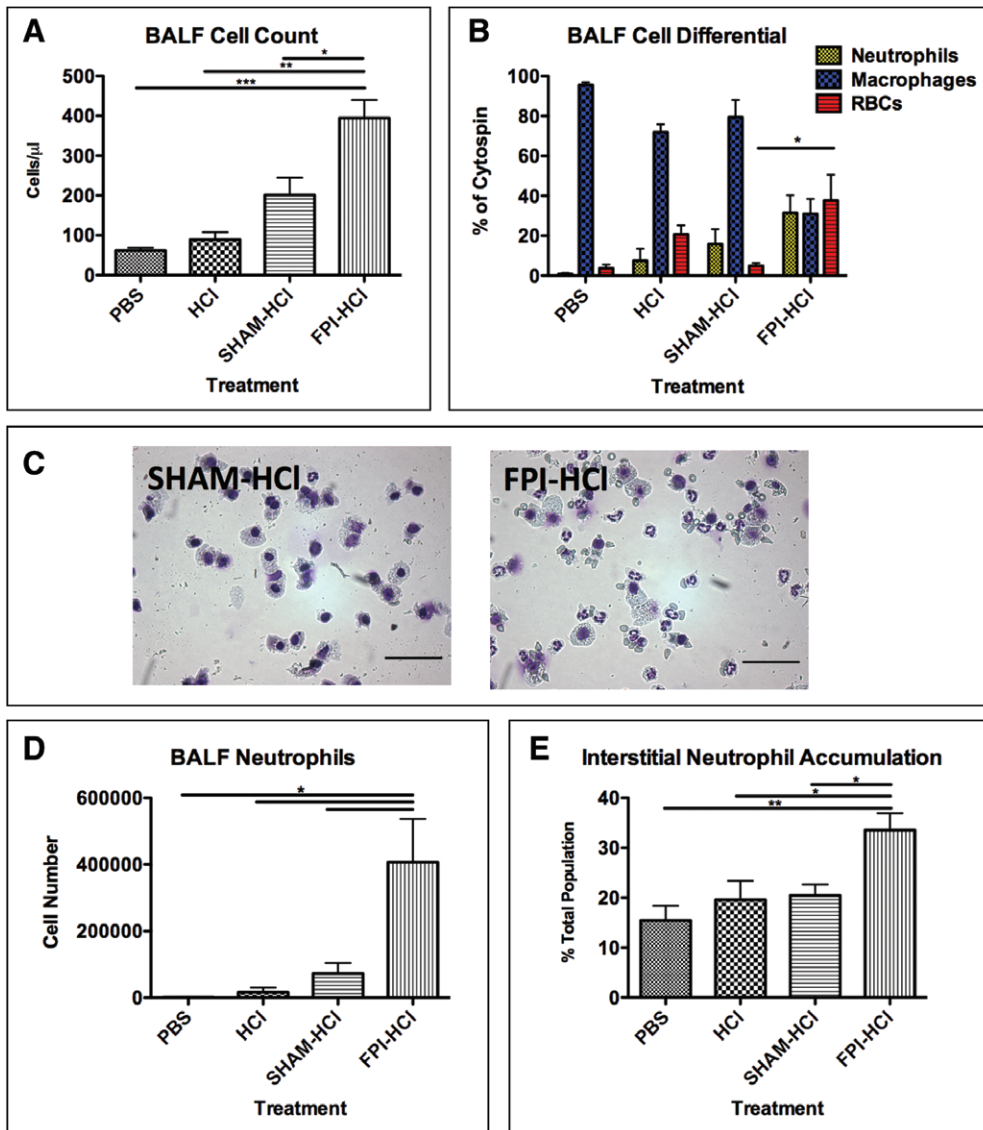 A
BALF Cell Count
*
**
***
500
400
300
200
100
0
Cells/µl
PBS
HCl
SHAM-HCl
FPI-HCl
Treatment
B
BALF Cell Differential
Neutrophils
Macrophages
RBCs
*
100
80
60
40
20
0
% of Cytospin
PBS
HCl
SHAM-HCl
FPI-HCl
Treatment
C
SHAM-HCl
FPI-HCl
D
BALF Neutrophils
*
600000
400000
200000
0
Cell Number
PBS
HCl
SHAM-HCl
FPI-HCl
Treatment
E
Interstitial Neutrophil Accumulation
*
*
**
40
30
20
10
0
% Total Population
PBS
HCl
SHAM-HCl
FPI-HCl
Treatment